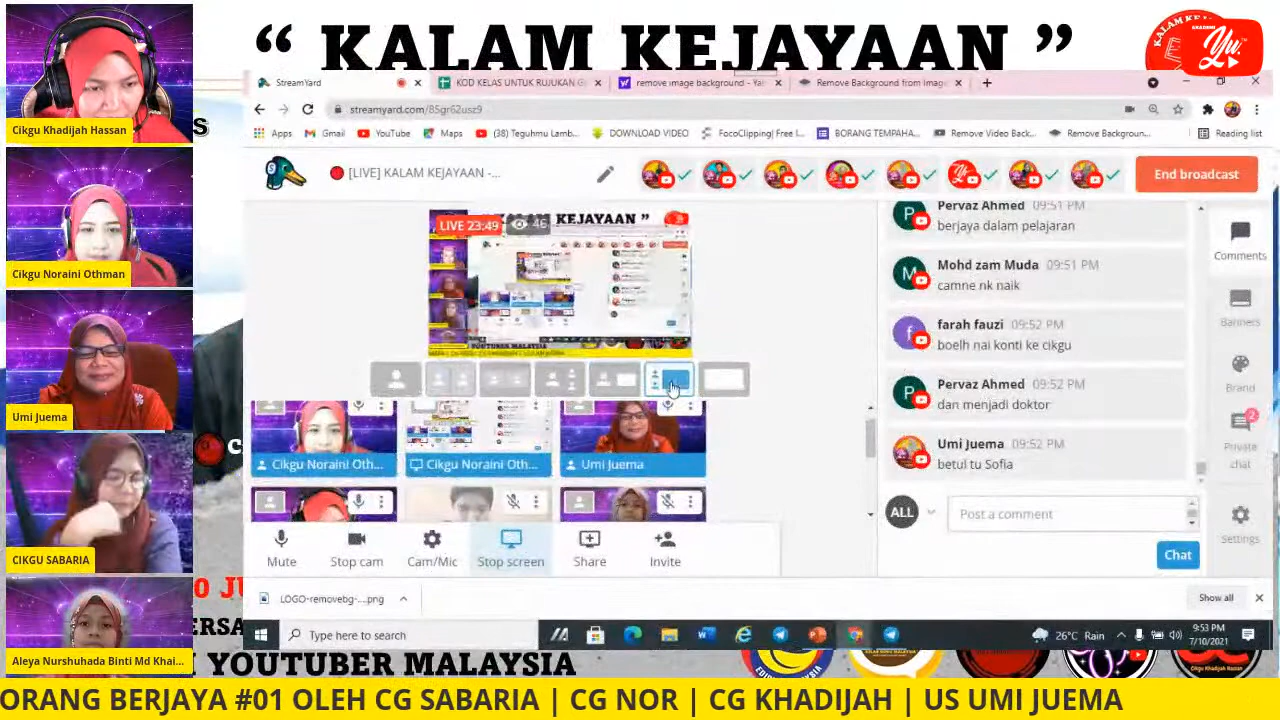 “ KALAM KEJAYAAN ”
Cikgu Khadijah Hassan
Cikgu Noraini Othman
Umi Juema
CIKGU SABARIA
Aleya Nurshuhada Binti Md Khai...
StreamYard
KOD KELAS UNTUK RUJUKAN
remove image background - Ya
Remove Background from Image
streamyard.com/85gr62usz9
Apps
Gmail
YouTube
Maps
(38) Teguhmu Lamb...
DOWNLOAD VIDEO
FocoClipping| Free I...
BORANG TEMPAHA...
Remove Video Back...
Remove Backgroun...
Reading list
[LIVE] KALAM KEJAYAAN -...
End broadcast
LIVE 23:49
46
KEJAYAAN ”
Pervaz Ahmed 09:51 PM
berjaya dalam pelajaran
Mohd zam Muda 09:51 PM
camne nk naik
farah fauzi 09:52 PM
boelh nai konti ke cikgu
Pervaz Ahmed 09:52 PM
dan menjadi doktor
Umi Juema 09:52 PM
betul tu Sofia
ALL
Post a comment
Chat
Comments
Banners
Brand
2
Private chat
Settings
Cikgu Noraini Oth...
Cikgu Noraini Oth...
Umi Juema
Mute
Stop cam
Cam/Mic
Stop screen
Share
Invite
LOGO-removebg-....png
Show all
Type here to search
26°C Rain
9:53 PM
7/10/2021
YOUTUBER MALAYSIA
ORANG BERJAYA #01 OLEH CG SABARIA | CG NOR | CG KHADIJAH | US UMI JUEMA